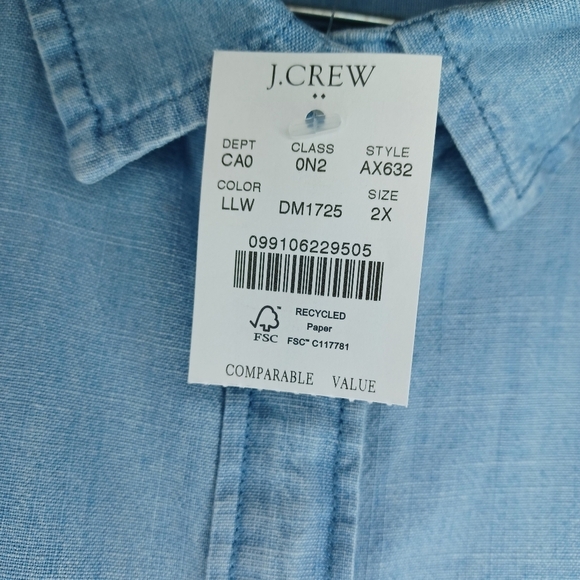 J.CREW
DEPT CLASS STYLE
CA0 0N2 AX632
COLOR SIZE
LLW DM1725 2X
099106229505
RECYCLED
Paper
FSC™ FSC™ C117781
COMPARABLE VALUE